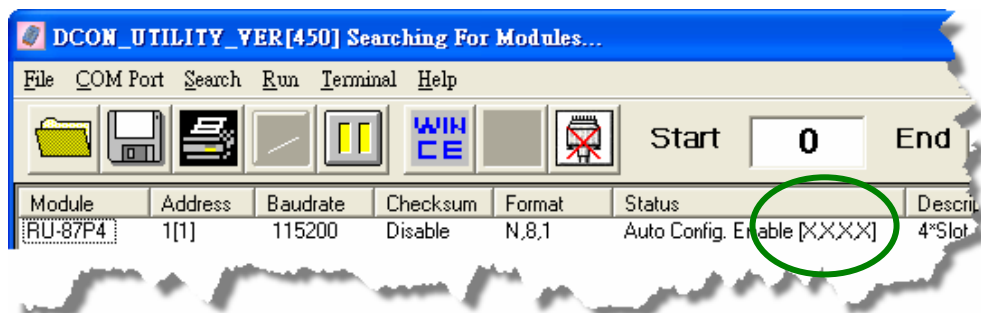 DCON_UTILITY_VER[450] Searching For Modules...
File COM Port Search Run Terminal Help
WIN CE Start 0 End
Module Address Baudrate Checksum Format Status
RU-87P4 1[1] 115200 Disable N,8,1 Auto Config. Enable [XXXX] 4*Slot